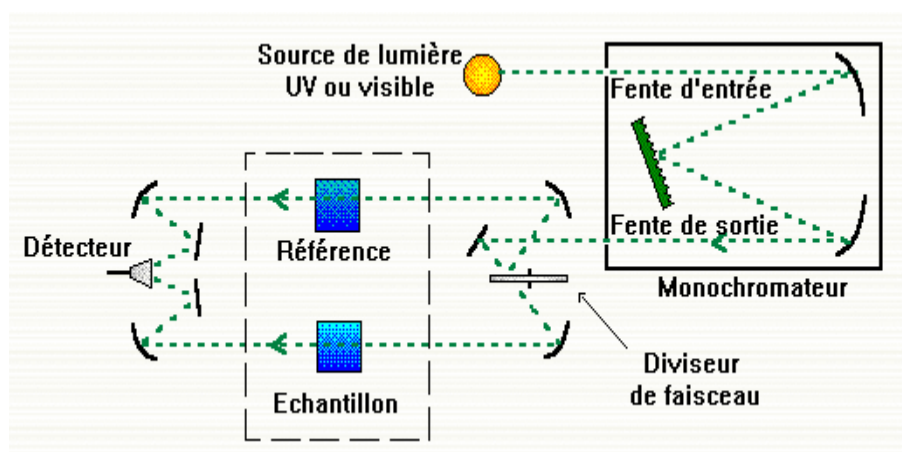 Source de lumière
UV ou visible
Fente d'entrée
Fente de sortie
Monochromateur
Détecteur
Référence
Echantillon
Diviseur
de faisceau